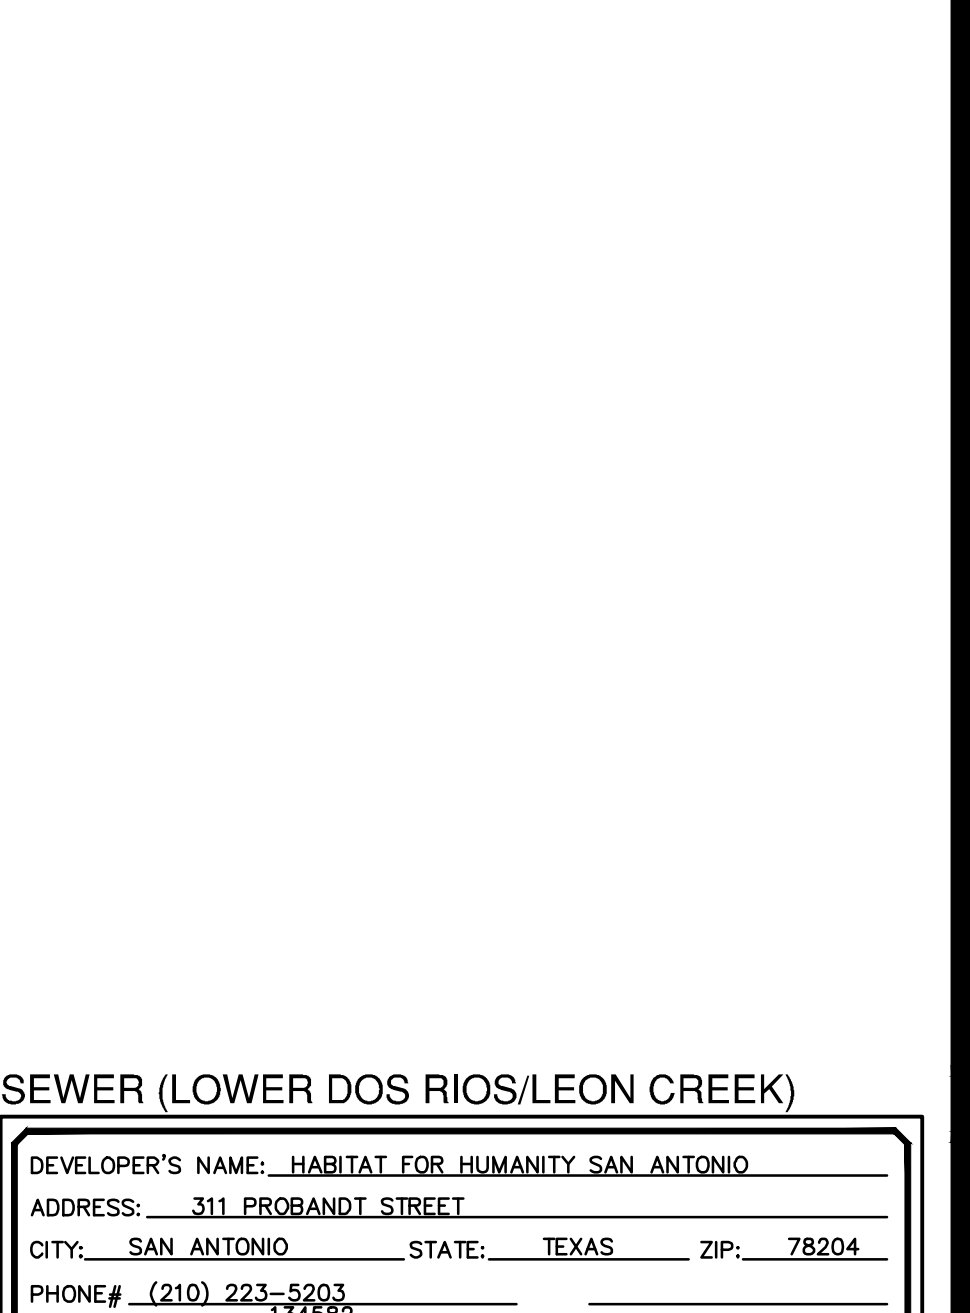 SEWER (LOWER DOS RIOS/LEON CREEK)
DEVELOPER'S NAME: HABITAT FOR HUMANITY SAN ANTONIO
ADDRESS: 311 PROBANDT STREET
CITY: SAN ANTONIO STATE: TEXAS ZIP: 78204
PHONE# (210) 223-5203
134582